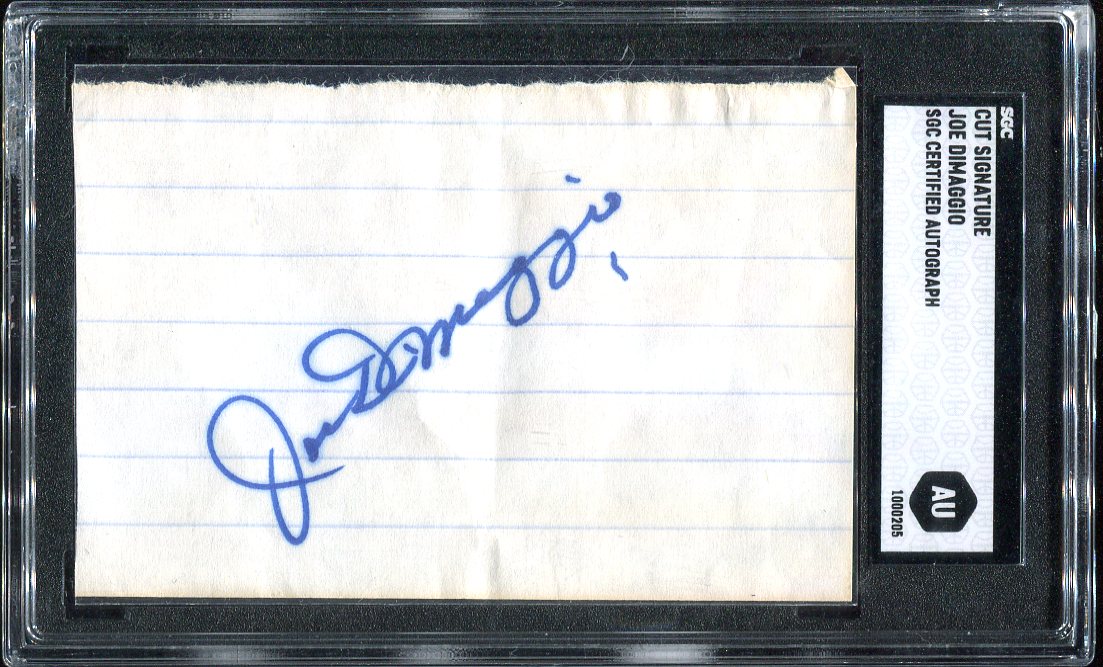 Joe DiMaggio
SGC
CUT SIGNATURE
JOE DIMAGGIO
SGC CERTIFIED AUTOGRAPH
AU
1000205